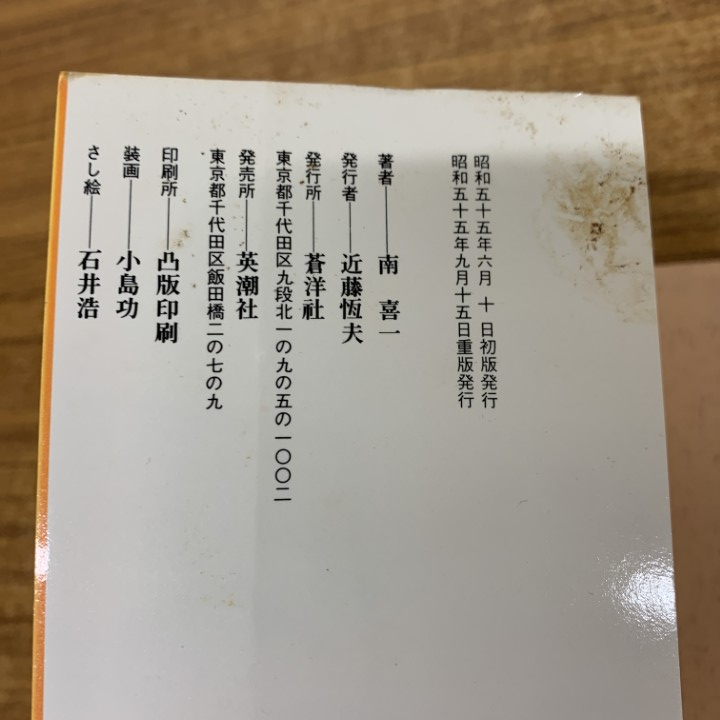 昭和五十五年六月 十 日初版発行
昭和五十五年九月十五日重版発行
著者――南 喜一
発行者――近藤恆夫
発行所――蒼洋社
東京都千代田区九段北一の九の五の一〇〇二
発売所――英潮社
東京都千代田区飯田橋二の七の九
印刷所――凸版印刷
装画――小島功
さし絵――石井浩